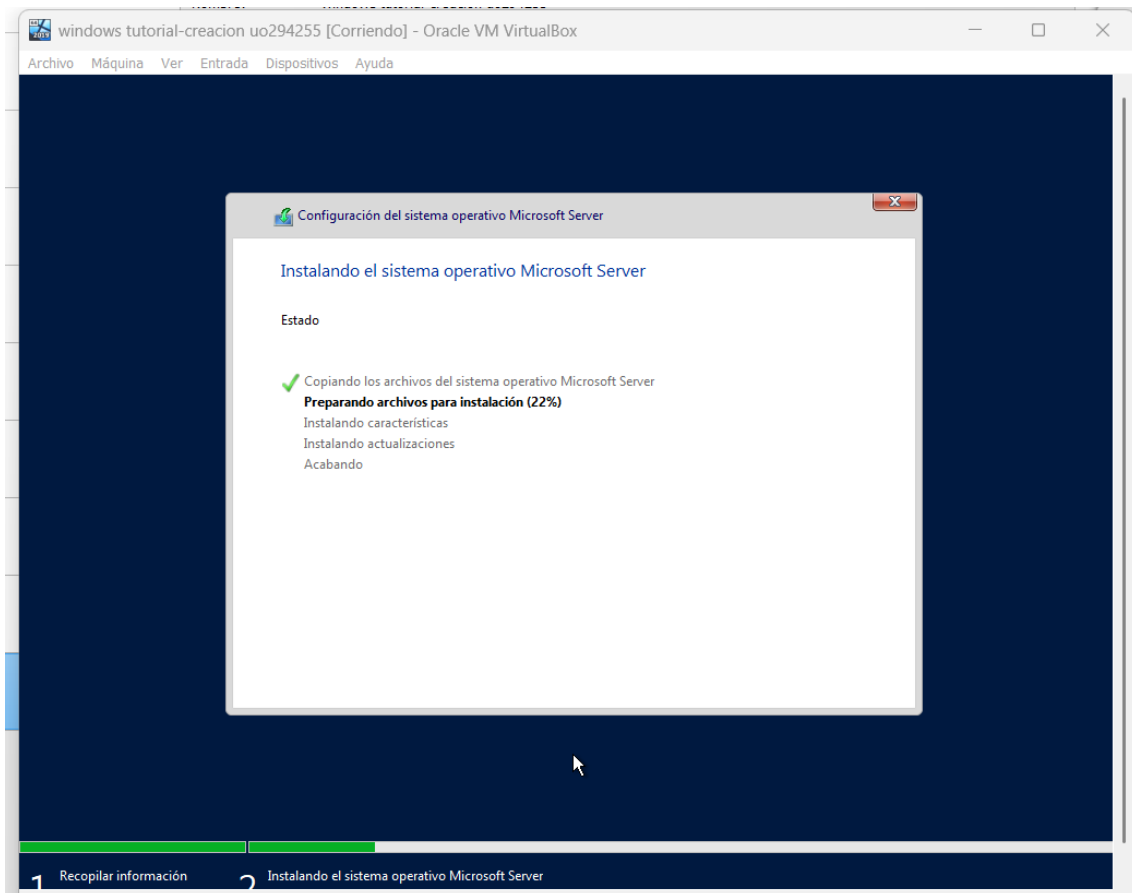 windows tutorial-creacion uo294255 [Corriendo] - Oracle VM VirtualBox
Archivo Máquina Ver Entrada Dispositivos Ayuda
Configuración del sistema operativo Microsoft Server
Instalando el sistema operativo Microsoft Server
Estado
Copiando los archivos del sistema operativo Microsoft Server
Preparando archivos para instalación (22%)
Instalando características
Instalando actualizaciones
Acabando
1 Recopilar información 2 Instalando el sistema operativo Microsoft Server